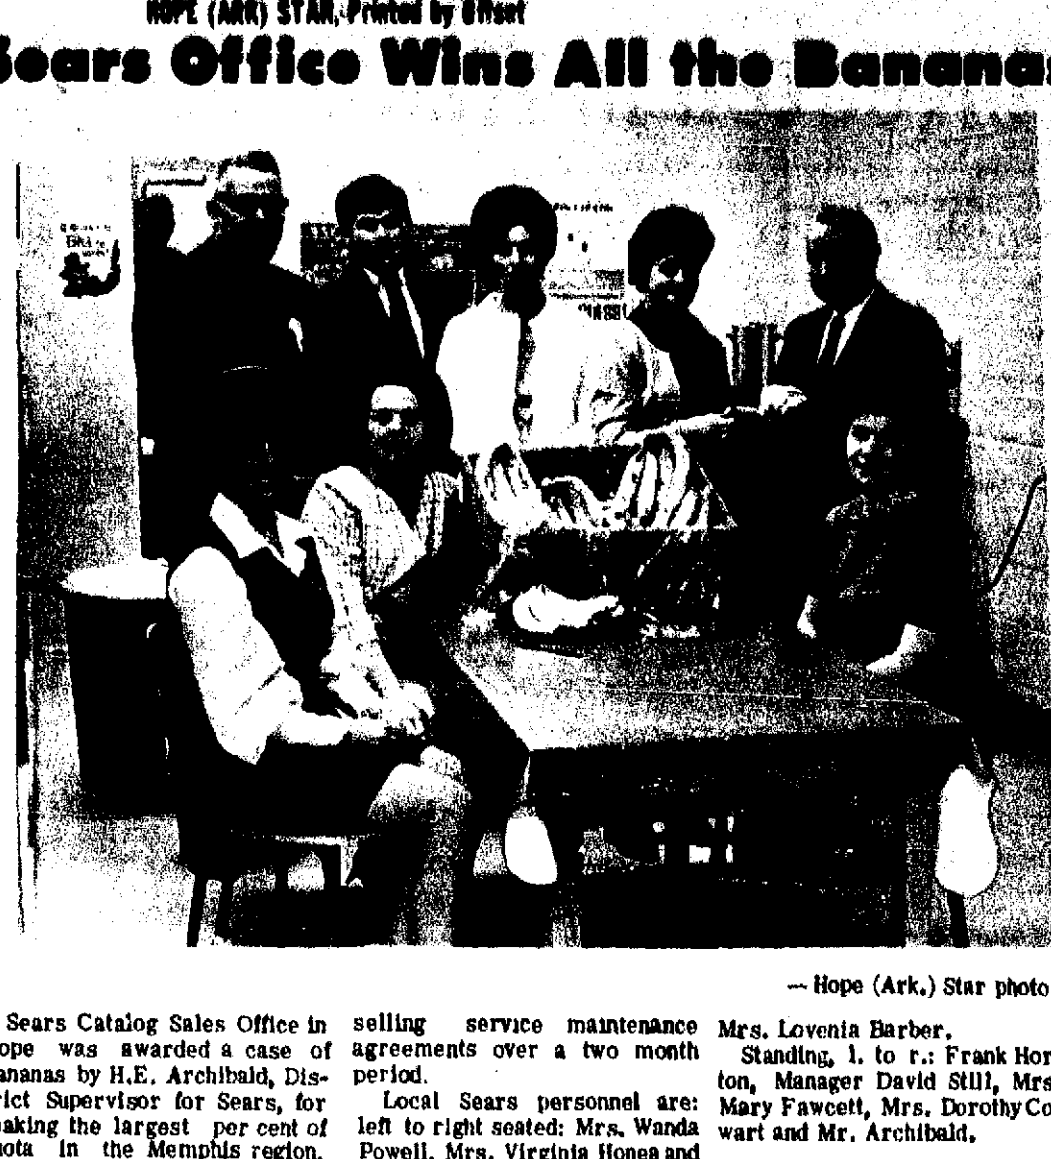 HOPE (ARK) STAR, Printed by Offset
Sears Office Wins All the Bananas
— Hope (Ark.) Star photo
Sears Catalog Sales Office in
ope was awarded a case of
ananas by H.E. Archibald, Dis-
rict Supervisor for Sears, for
aking the largest per cent of
uota in the Memphis region.
selling service maintenance
agreements over a two month
period.
Local Sears personnel are:
left to right seated: Mrs. Wanda
Powell, Mrs. Virginia Honea and
Mrs. Lovenia Barber.
Standing, l. to r.: Frank Hor
ton, Manager David Still, Mrs
Mary Fawcett, Mrs. Dorothy Co
wart and Mr. Archibald.